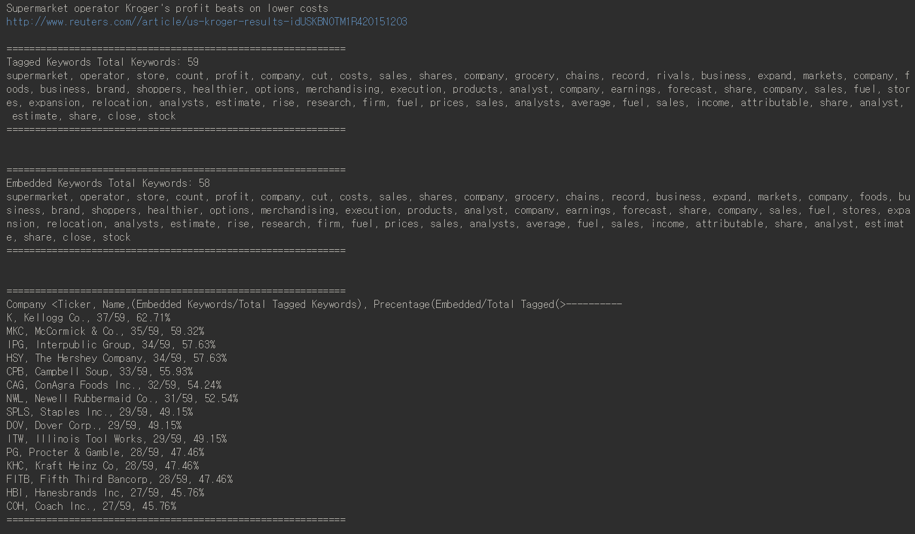 Supermarket operator Kroger's profit beats on lower costs
http://www.reuters.com//article/us-kroger-results-idUSKBN0TM1R420151203
============================================================
Tagged Keywords Total Keywords: 59
supermarket, operator, store, count, profit, company, cut, costs, sales, shares, company, grocery, chains, record, rivals, business, expand, markets, company, f
oods, business, brand, shoppers, healthier, options, merchandising, execution, products, analyst, company, earnings, forecast, share, company, sales, fuel, stor
es, expansion, relocation, analysts, estimate, rise, research, firm, fuel, prices, sales, analysts, average, fuel, sales, income, attributable, share, analyst,
estimate, share, close, stock
============================================================
============================================================
Embedded Keywords Total Keywords: 58
supermarket, operator, store, count, profit, company, cut, costs, sales, shares, company, grocery, chains, record, business, expand, markets, company, foods, bu
siness, brand, shoppers, healthier, options, merchandising, execution, products, analyst, company, earnings, forecast, share, company, sales, fuel, stores, expa
nsion, relocation, analysts, estimate, rise, research, firm, fuel, prices, sales, analysts, average, fuel, sales, income, attributable, share, analyst, estimat
e, share, close, stock
============================================================
============================================================
Company <Ticker, Name,(Embedded Keywords/Total Tagged Keywords), Precentage(Embedded/Total Tagged(>----------
K, Kellogg Co., 37/59, 62.71%
MKC, McCormick & Co., 35/59, 59.32%
IPG, Interpublic Group, 34/59, 57.63%
HSY, The Hershey Company, 34/59, 57.63%
CPB, Campbell Soup, 33/59, 55.93%
CAG, ConAgra Foods Inc., 32/59, 54.24%
NWL, Newell Rubbermaid Co., 31/59, 52.54%
SPLS, Staples Inc., 29/59, 49.15%
DOV, Dover Corp., 29/59, 49.15%
ITW, Illinois Tool Works, 29/59, 49.15%
PG, Procter & Gamble, 28/59, 47.46%
KHC, Kraft Heinz Co, 28/59, 47.46%
FITB, Fifth Third Bancorp, 28/59, 47.46%
HBI, Hanesbrands Inc, 27/59, 45.76%
COH, Coach Inc., 27/59, 45.76%
============================================================